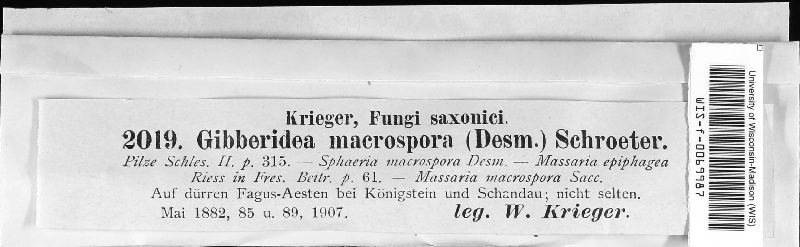 Krieger, Fungi saxonici.
2019. Gibberidea macrospora (Desm.) Schroeter.
Pilze Schles. II. p. 315. — Sphaeria macrospora Desm. — Massaria epiphagea
Riess in Fres. Beitr. p. 61. — Massaria macrospora Sacc.
Auf dürren Fagus-Aesten bei Königstein und Schandau; nicht selten.
Mai 1882, 85 u. 89, 1907. leg. W. Krieger.
WIS-f-0069987
University of Wisconsin-Madison (WIS)